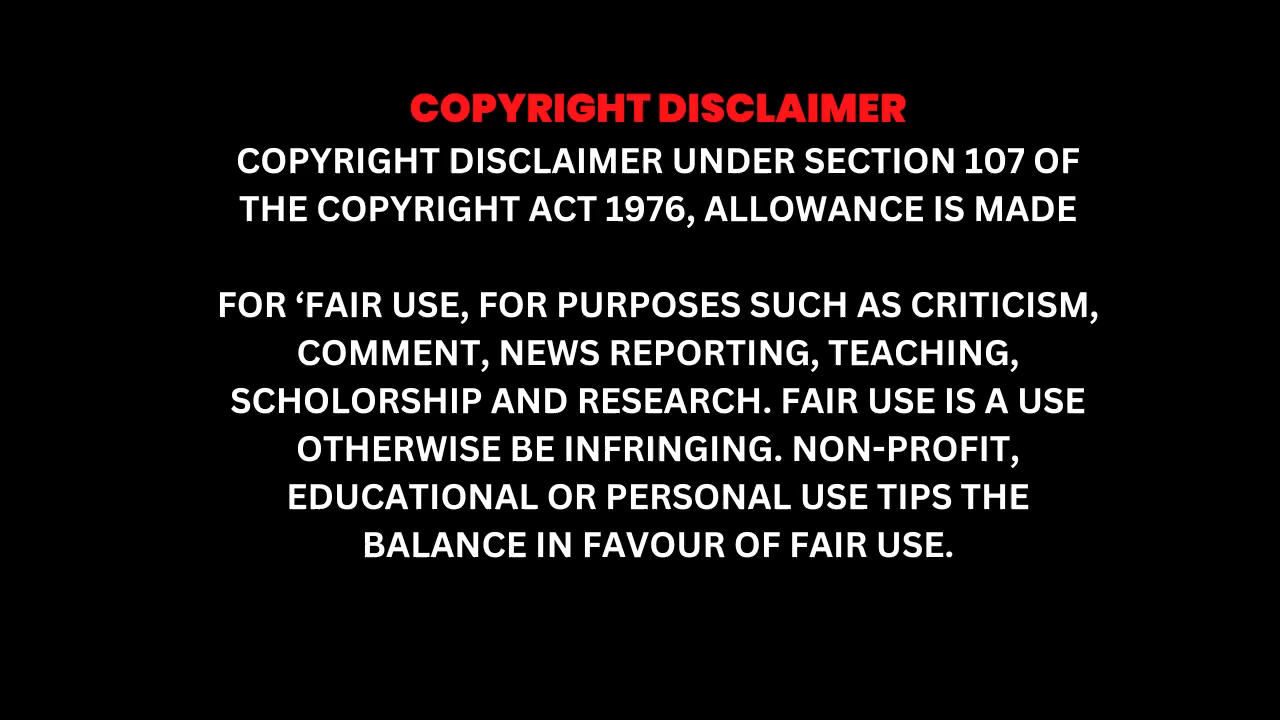 COPYRIGHT DISCLAIMER
COPYRIGHT DISCLAIMER UNDER SECTION 107 OF
THE COPYRIGHT ACT 1976, ALLOWANCE IS MADE
FOR ‘FAIR USE, FOR PURPOSES SUCH AS CRITICISM,
COMMENT, NEWS REPORTING, TEACHING,
SCHOLORSHIP AND RESEARCH. FAIR USE IS A USE
OTHERWISE BE INFRINGING. NON-PROFIT,
EDUCATIONAL OR PERSONAL USE TIPS THE
BALANCE IN FAVOUR OF FAIR USE.